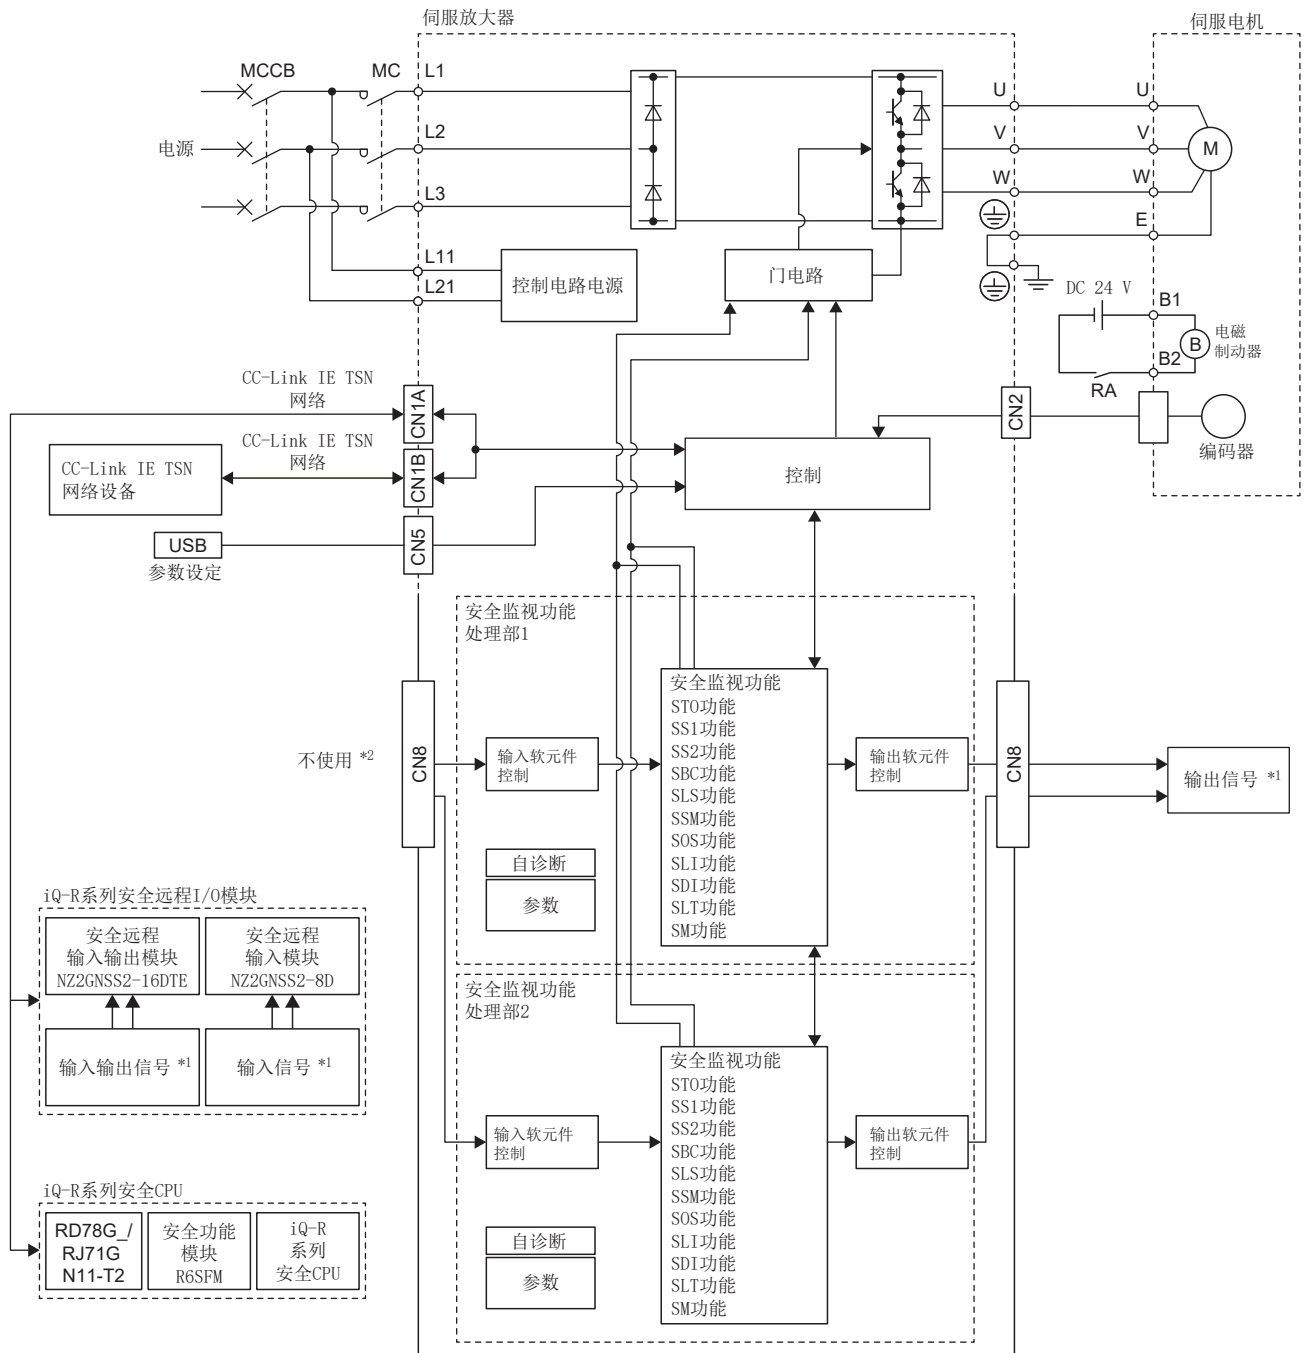 伺服放大器
伺服电机
MCCB
MC
L1
L2
L3
电源
L11
L21
控制电路电源
门电路
U
V
W
U
V
W
E
M
DC 24 V
B1
B2
B
RA
电磁
制动器
CC-Link IE TSN
网络
CN1A
CC-Link IE TSN
网络
CN1B
CC-Link IE TSN
网络设备
CN5
USB
参数设定
控制
CN2
编码器
安全监视功能
处理部1
安全监视功能
STO功能
SS1功能
SS2功能
SBC功能
SLS功能
SSM功能
SOS功能
SLI功能
SDI功能
SLT功能
SM功能
不使用 *2
CN8
输入软元件
控制
输出软元件
控制
CN8
输出信号 *1
自诊断
参数
iQ-R系列安全远程I/O模块
安全远程
输入输出模块
NZ2GNSS2-16DTE
安全远程
输入模块
NZ2GNSS2-8D
输入输出信号 *1
输入信号 *1
安全监视功能
处理部2
安全监视功能
STO功能
SS1功能
SS2功能
SBC功能
SLS功能
SSM功能
SOS功能
SLI功能
SDI功能
SLT功能
SM功能
输入软元件
控制
输出软元件
控制
自诊断
参数
iQ-R系列安全CPU
RD78G_/
RJ71G
N11-T2
安全功能
模块
R6SFM
iQ-R
系列
安全CPU